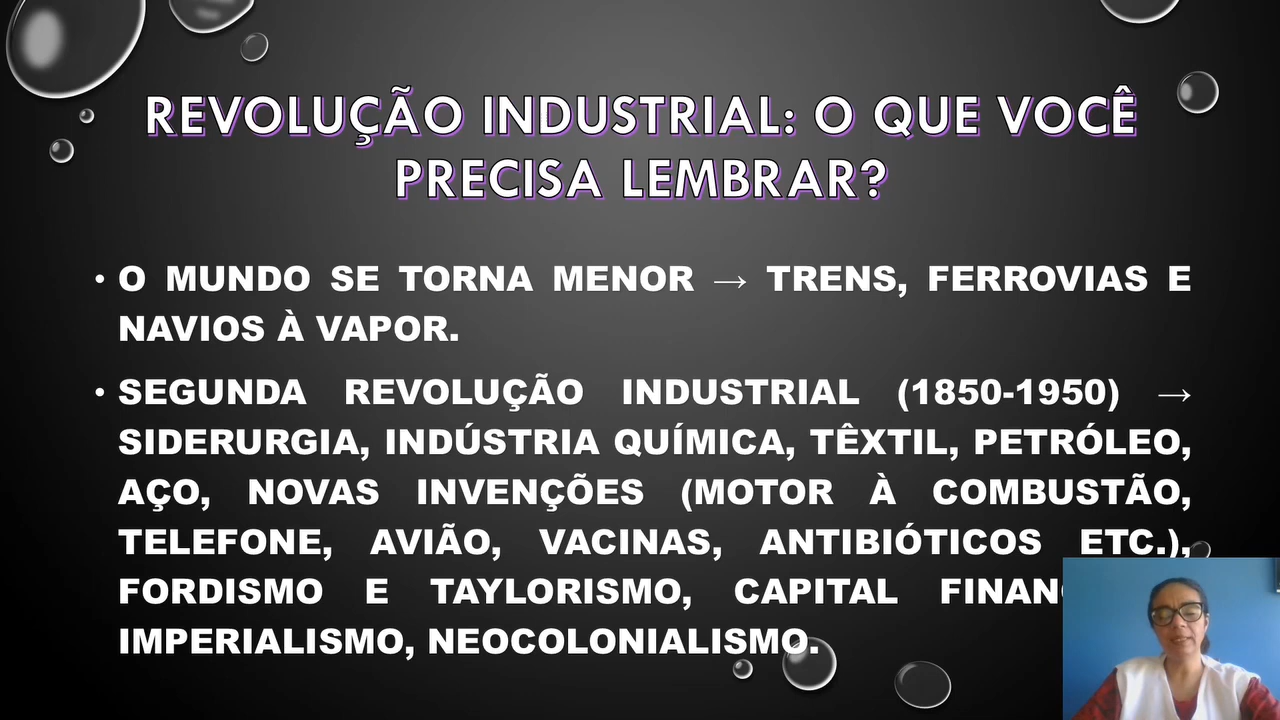 REVOLUÇÃO INDUSTRIAL: O QUE VOCÊ
PRECISA LEMBRAR?
• O MUNDO SE TORNA MENOR → TRENS, FERROVIAS E
NAVIOS À VAPOR.
• SEGUNDA REVOLUÇÃO INDUSTRIAL (1850-1950) →
SIDERURGIA, INDÚSTRIA QUÍMICA, TÊXTIL, PETRÓLEO,
AÇO, NOVAS INVENÇÕES (MOTOR À COMBUSTÃO,
TELEFONE, AVIÃO, VACINAS, ANTIBIÓTICOS ETC.),
FORDISMO E TAYLORISMO, CAPITAL
IMPERIALISMO, NEOCOLONIALISMO.